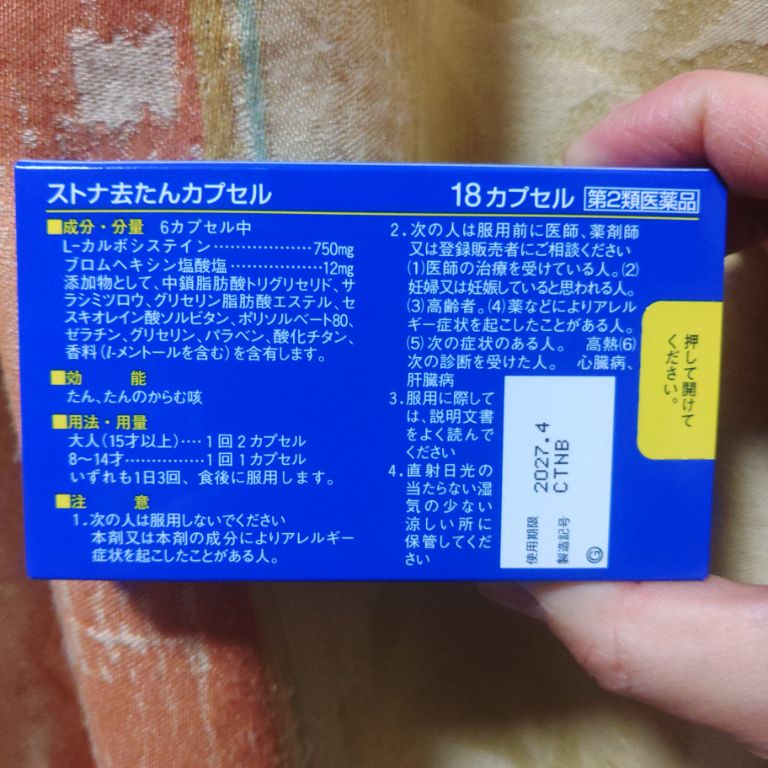 ストナ去たんカプセル 18カプセル 第2類医薬品
■成分・分量 6カプセル中
L-カルボシステイン………………750mg
ブロムヘキシン塩酸塩………………12mg
添加物として、中鎖脂肪酸トリグリセリド、サ
ラシミツロウ、グリセリン脂肪酸エステル、セ
スキオレイン酸ソルビタン、ポリソルベート80、
ゼラチン、グリセリン、パラベン、酸化チタン、
香料(l-メントールを含む)を含有します。
■効 能
たん、たんのからむ咳
■用法・用量
大人(15才以上)‥‥1回2カプセル
8〜14才……………1回1カプセル
いずれも1日3回、食後に服用します。
■注 意
1.次の人は服用しないでください
本剤又は本剤の成分によりアレルギー
症状を起こしたことがある人。
2.次の人は服用前に医師、薬剤師
又は登録販売者にご相談ください
(1)医師の治療を受けている人。(2)
妊婦又は妊娠していると思われる人。
(3)高齢者。(4)薬などによりアレル
ギー症状を起こしたことがある人。
(5)次の症状のある人。 高熱(6)
次の診断を受けた人。 心臓病、
肝臓病
3.服用に際して
は、説明文書
をよく読んで
ください
4.直射日光の
当たらない湿
気の少ない
涼しい所に
保管してくだ
さい
使用期限 2027.4
製造記号 CTNB
G
押して開けて
ください。